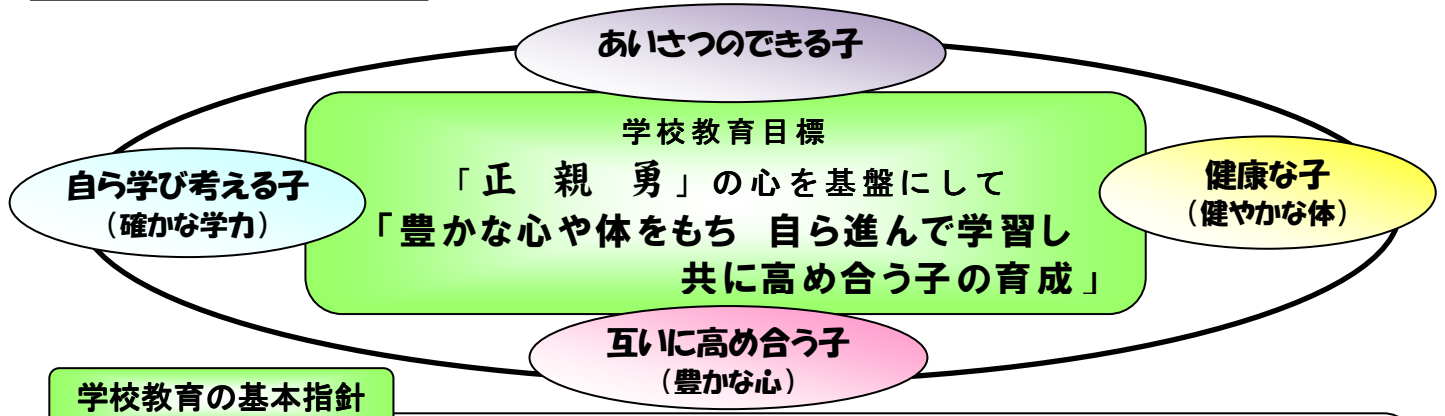 あいさつのできる子
学校教育目標
「正 親 勇」の心を基盤にして
「豊かな心や体をもち 自ら進んで学習し
共に高め合う子の育成」
自ら学び考える子
（確かな学力）
健康な子
（健やかな体）
互いに高め合う子
（豊かな心）
学校教育の基本指針